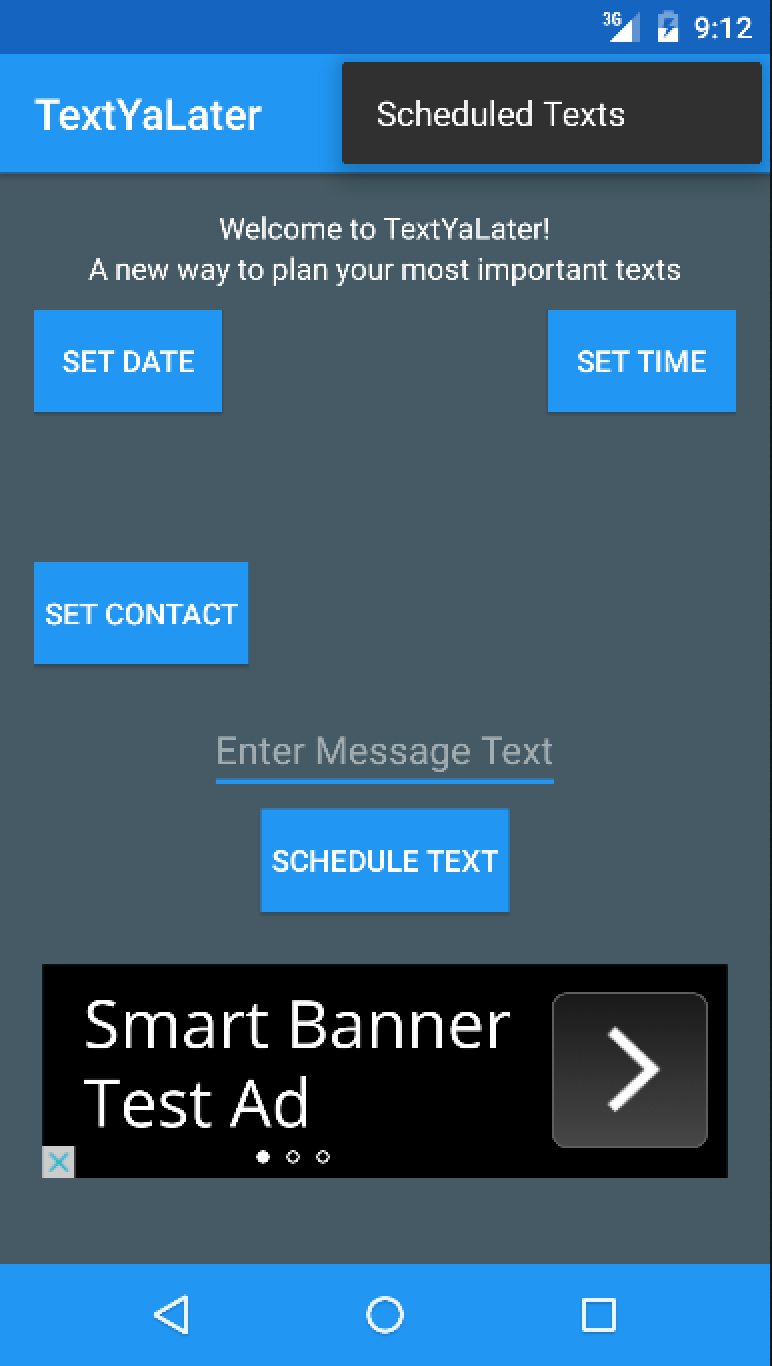 3G 9:12
TextYaLater
Scheduled Texts
Welcome to TextYaLater!
A new way to plan your most important texts
SET DATE
SET TIME
SET CONTACT
Enter Message Text
SCHEDULE TEXT
Smart Banner
Test Ad